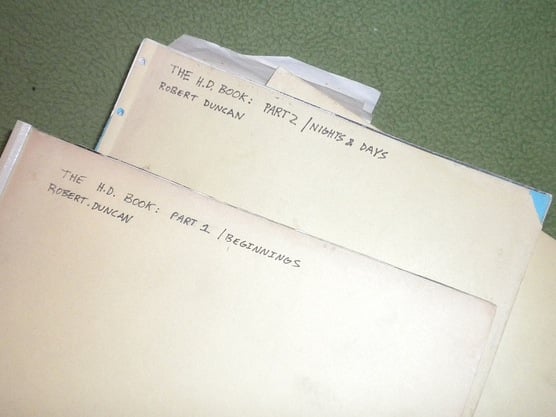 THE H.D. BOOK: PART 2 / NIGHTS & DAYS
ROBERT DUNCAN
THE H.D. BOOK: PART 1 / BEGINNINGS
ROBERT DUNCAN